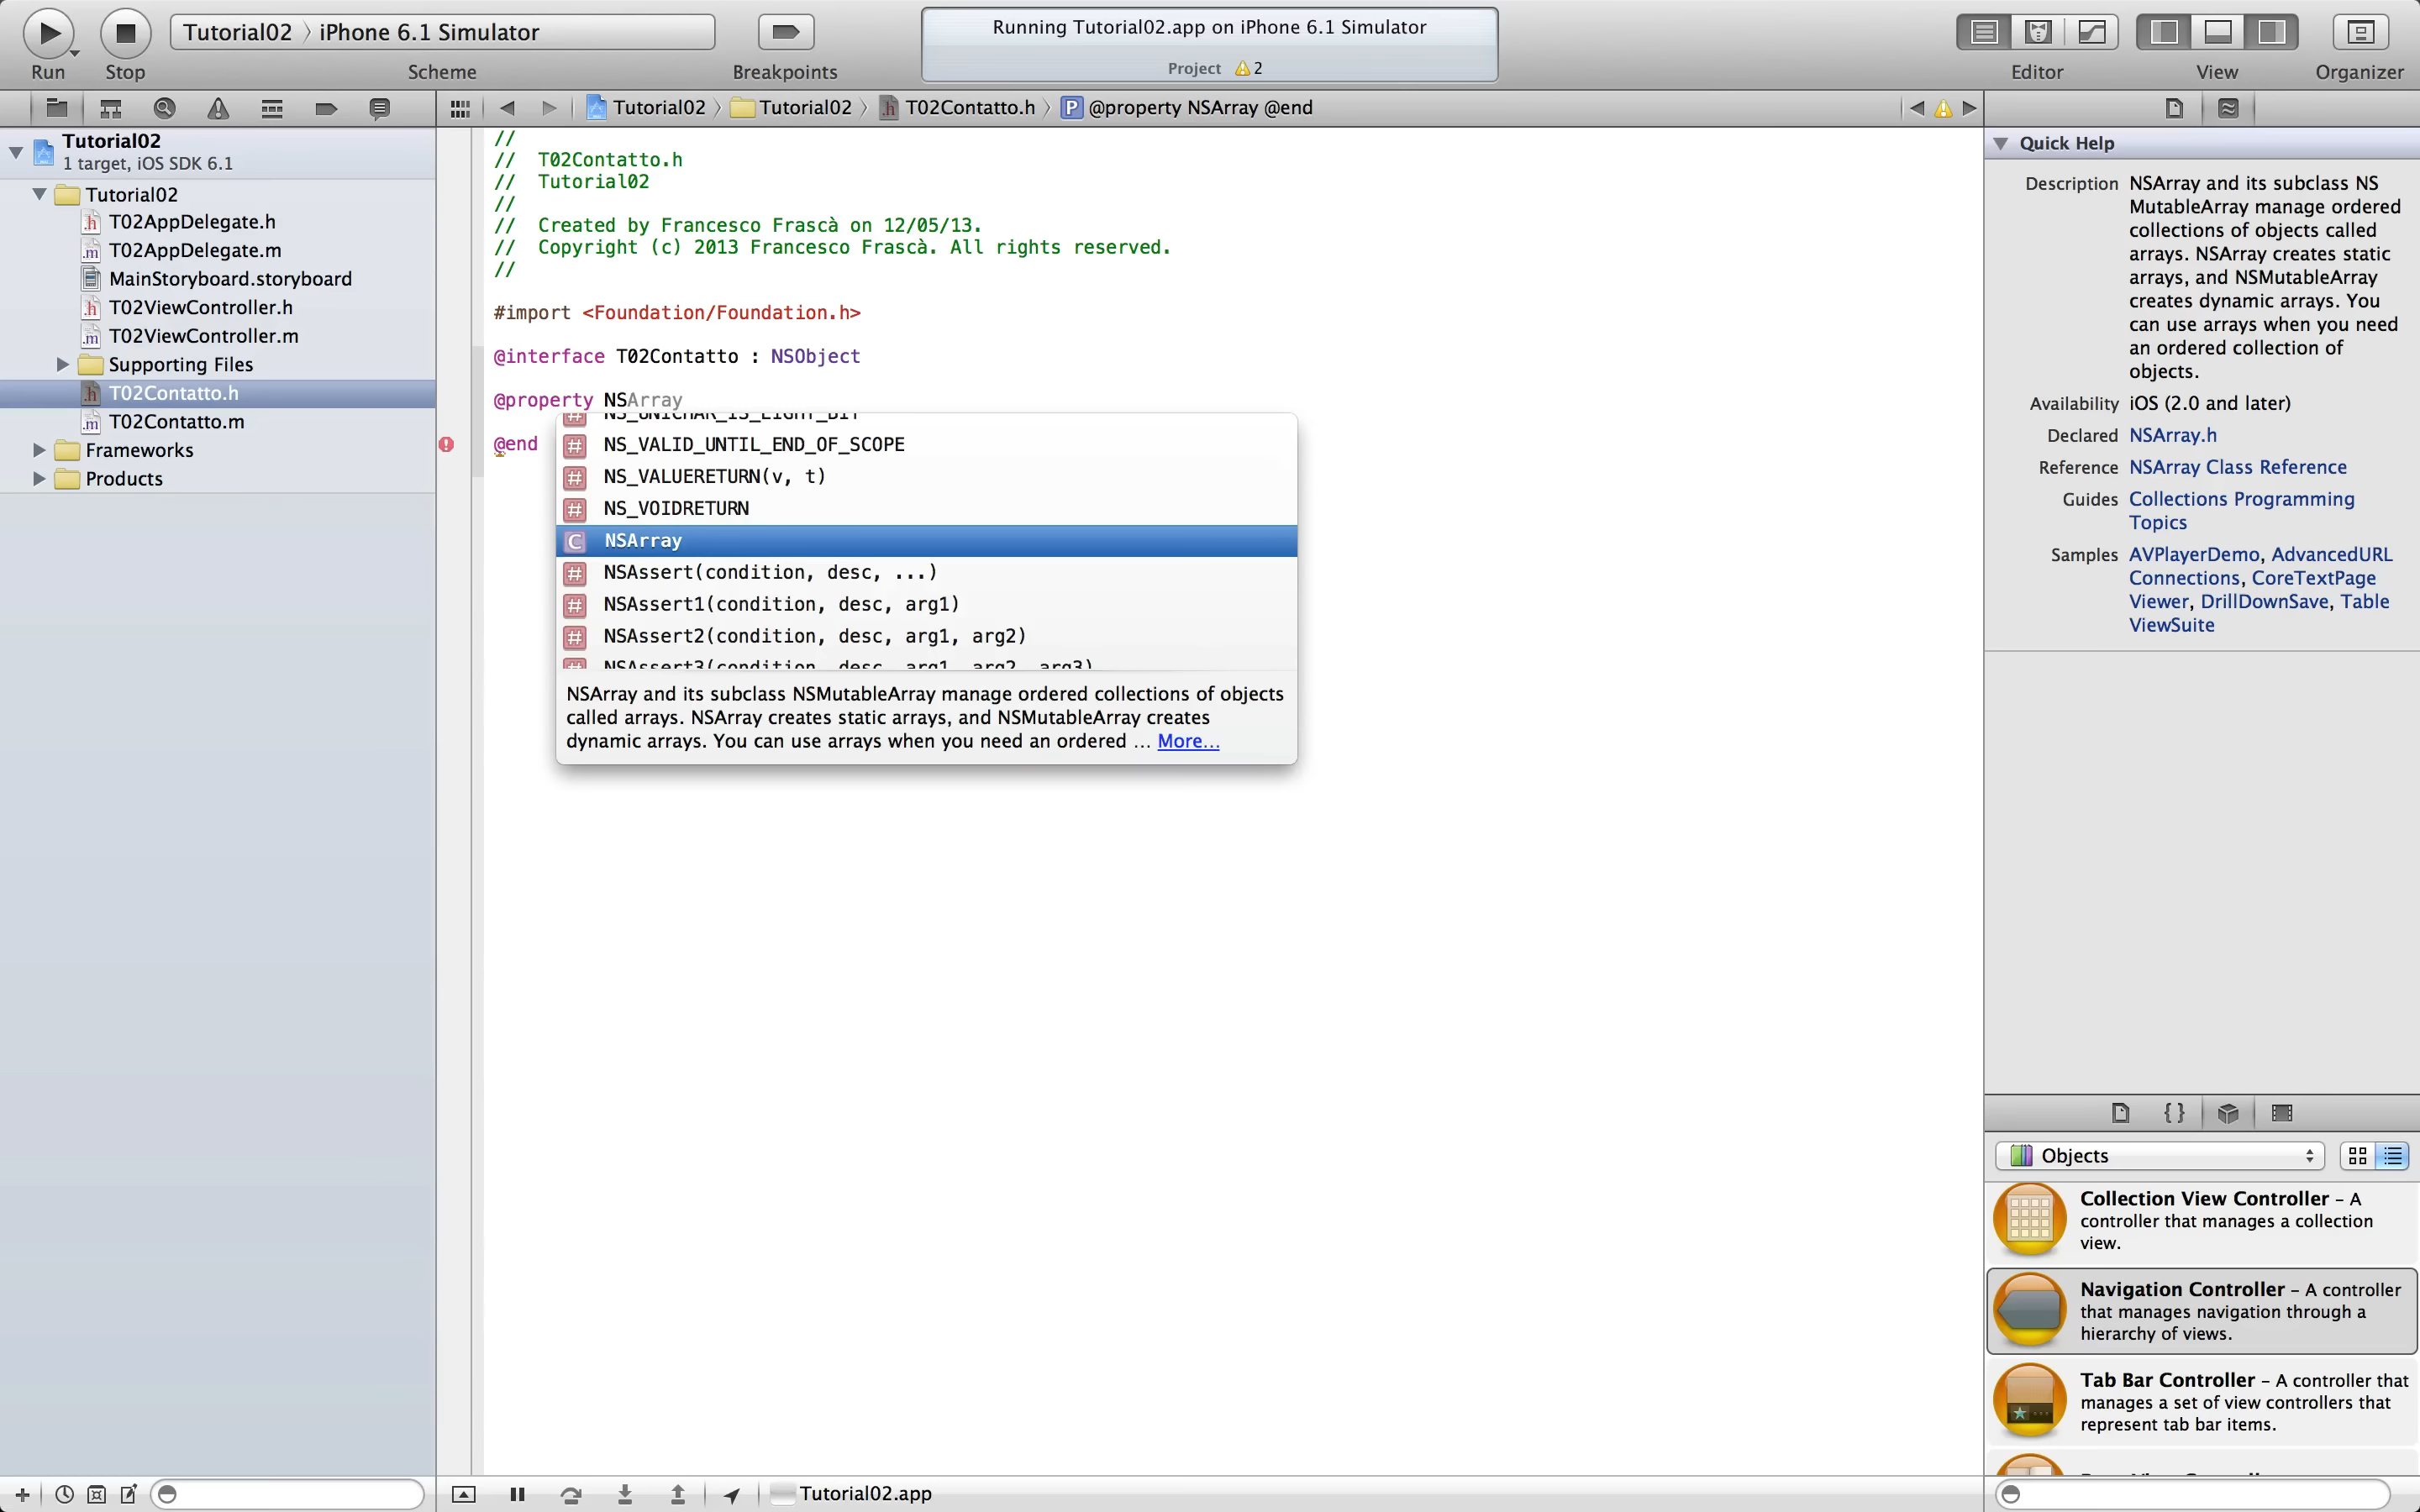 Tutorial02 〉 iPhone 6.1 Simulator
Running Tutorial02.app on iPhone 6.1 Simulator
Project 2
Run Stop Scheme Breakpoints Editor View Organizer
Tutorial02 〉 Tutorial02 〉 T02Contatto.h 〉 P @property NSArray @end
Tutorial02
1 target, iOS SDK 6.1
Tutorial02
T02AppDelegate.h
T02AppDelegate.m
MainStoryboard.storyboard
T02ViewController.h
T02ViewController.m
Supporting Files
T02Contatto.h
T02Contatto.m
Frameworks
Products
//
// T02Contatto.h
// Tutorial02
//
// Created by Francesco Frascà on 12/05/13.
// Copyright (c) 2013 Francesco Frascà. All rights reserved.
//
#import <Foundation/Foundation.h>
@interface T02Contatto : NSObject
@property NSArray
@end
NS_UNICHAR_IS_EIGHT_BIT
NS_VALID_UNTIL_END_OF_SCOPE
NS_VALUERETURN(v, t)
NS_VOIDRETURN
C NSArray
NSAssert(condition, desc, ...)
NSAssert1(condition, desc, arg1)
NSAssert2(condition, desc, arg1, arg2)
NSAssert3(condition, desc, arg1, arg2, arg3)
NSArray and its subclass NSMutableArray manage ordered collections of objects
called arrays. NSArray creates static arrays, and NSMutableArray creates
dynamic arrays. You can use arrays when you need an ordered ... More...
Quick Help
Description NSArray and its subclass NS
MutableArray manage ordered
collections of objects called
arrays. NSArray creates static
arrays, and NSMutableArray
creates dynamic arrays. You
can use arrays when you need
an ordered collection of
objects.
Availability iOS (2.0 and later)
Declared NSArray.h
Reference NSArray Class Reference
Guides Collections Programming
Topics
Samples AVPlayerDemo, AdvancedURL
Connections, CoreTextPage
Viewer, DrillDownSave, Table
ViewSuite
{ }
Objects
Collection View Controller – A
controller that manages a collection
view.
Navigation Controller – A controller
that manages navigation through a
hierarchy of views.
Tab Bar Controller – A controller that
manages a set of view controllers that
represent tab bar items.
Tutorial02.app